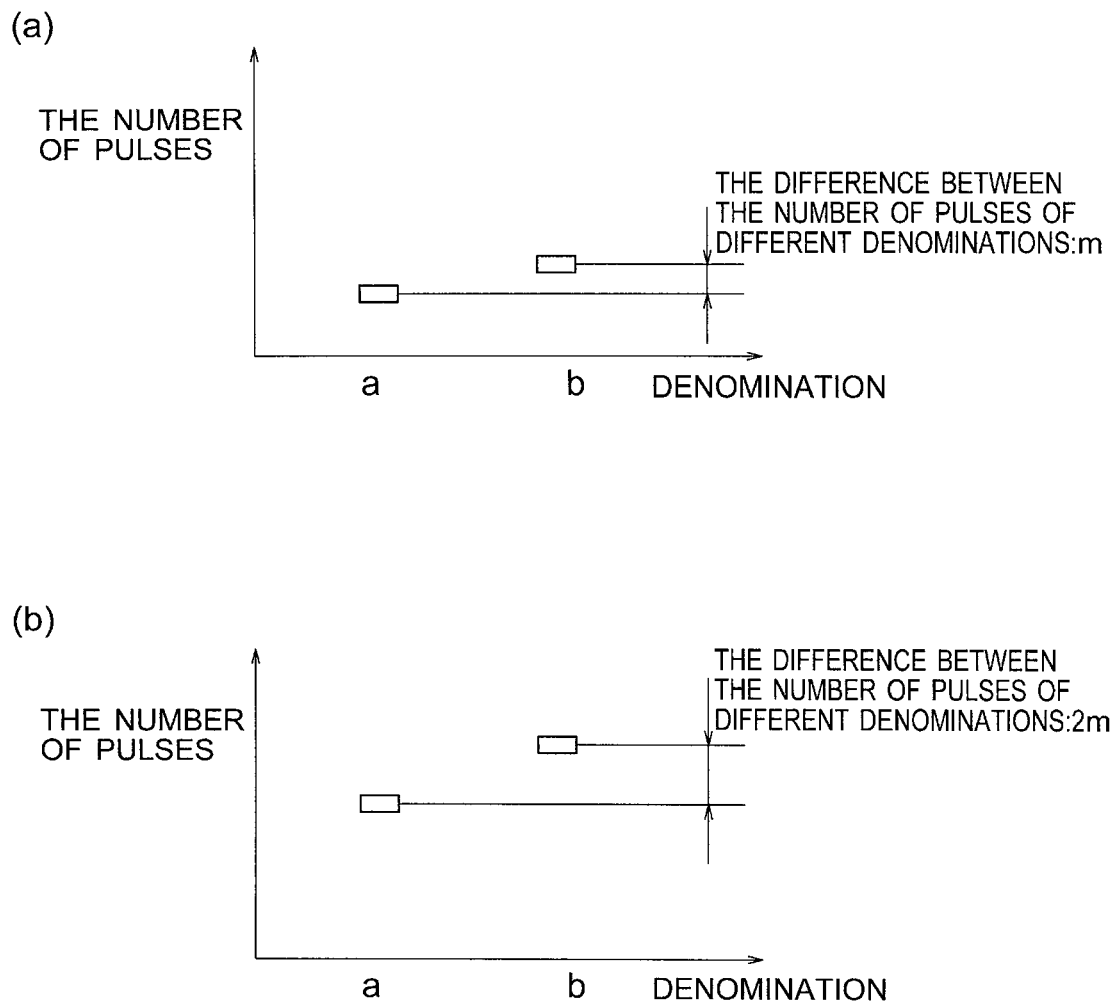 (a)
THE NUMBER
OF PULSES
THE DIFFERENCE BETWEEN
THE NUMBER OF PULSES OF
DIFFERENT DENOMINATIONS:m
a
b
DENOMINATION
(b)
THE NUMBER
OF PULSES
THE DIFFERENCE BETWEEN
THE NUMBER OF PULSES OF
DIFFERENT DENOMINATIONS:2m
a
b
DENOMINATION